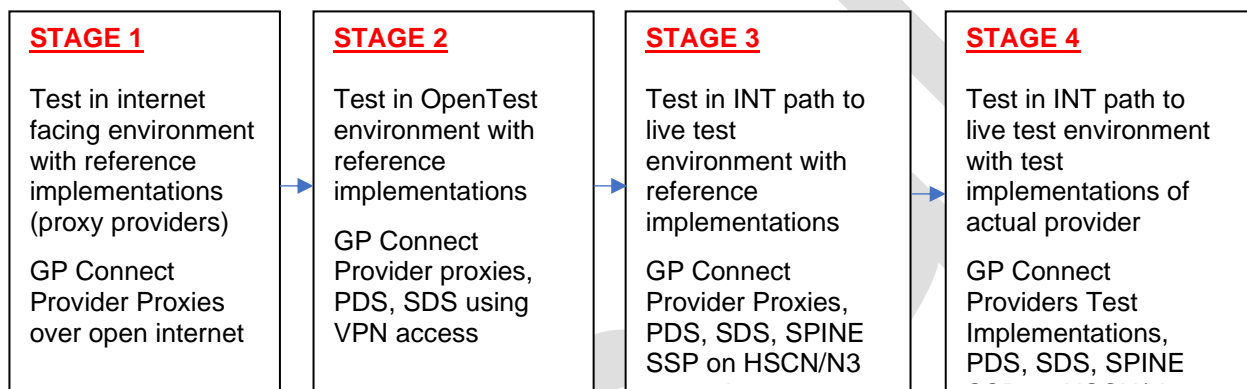 STAGE 1
Test in internet
facing environment
with reference
implementations
(proxy providers)
GP Connect
Provider Proxies
over open internet
STAGE 2
Test in OpenTest
environment with
reference
implementations
GP Connect
Provider proxies,
PDS, SDS using
VPN access
STAGE 3
Test in INT path to
live test
environment with
reference
implementations
GP Connect
Provider Proxies,
PDS, SDS, SPINE
SSP on HSCN/N3
STAGE 4
Test in INT path to
live test environment
with test
implementations of
actual provider
GP Connect
Providers Test
Implementations,
PDS, SDS, SPINE